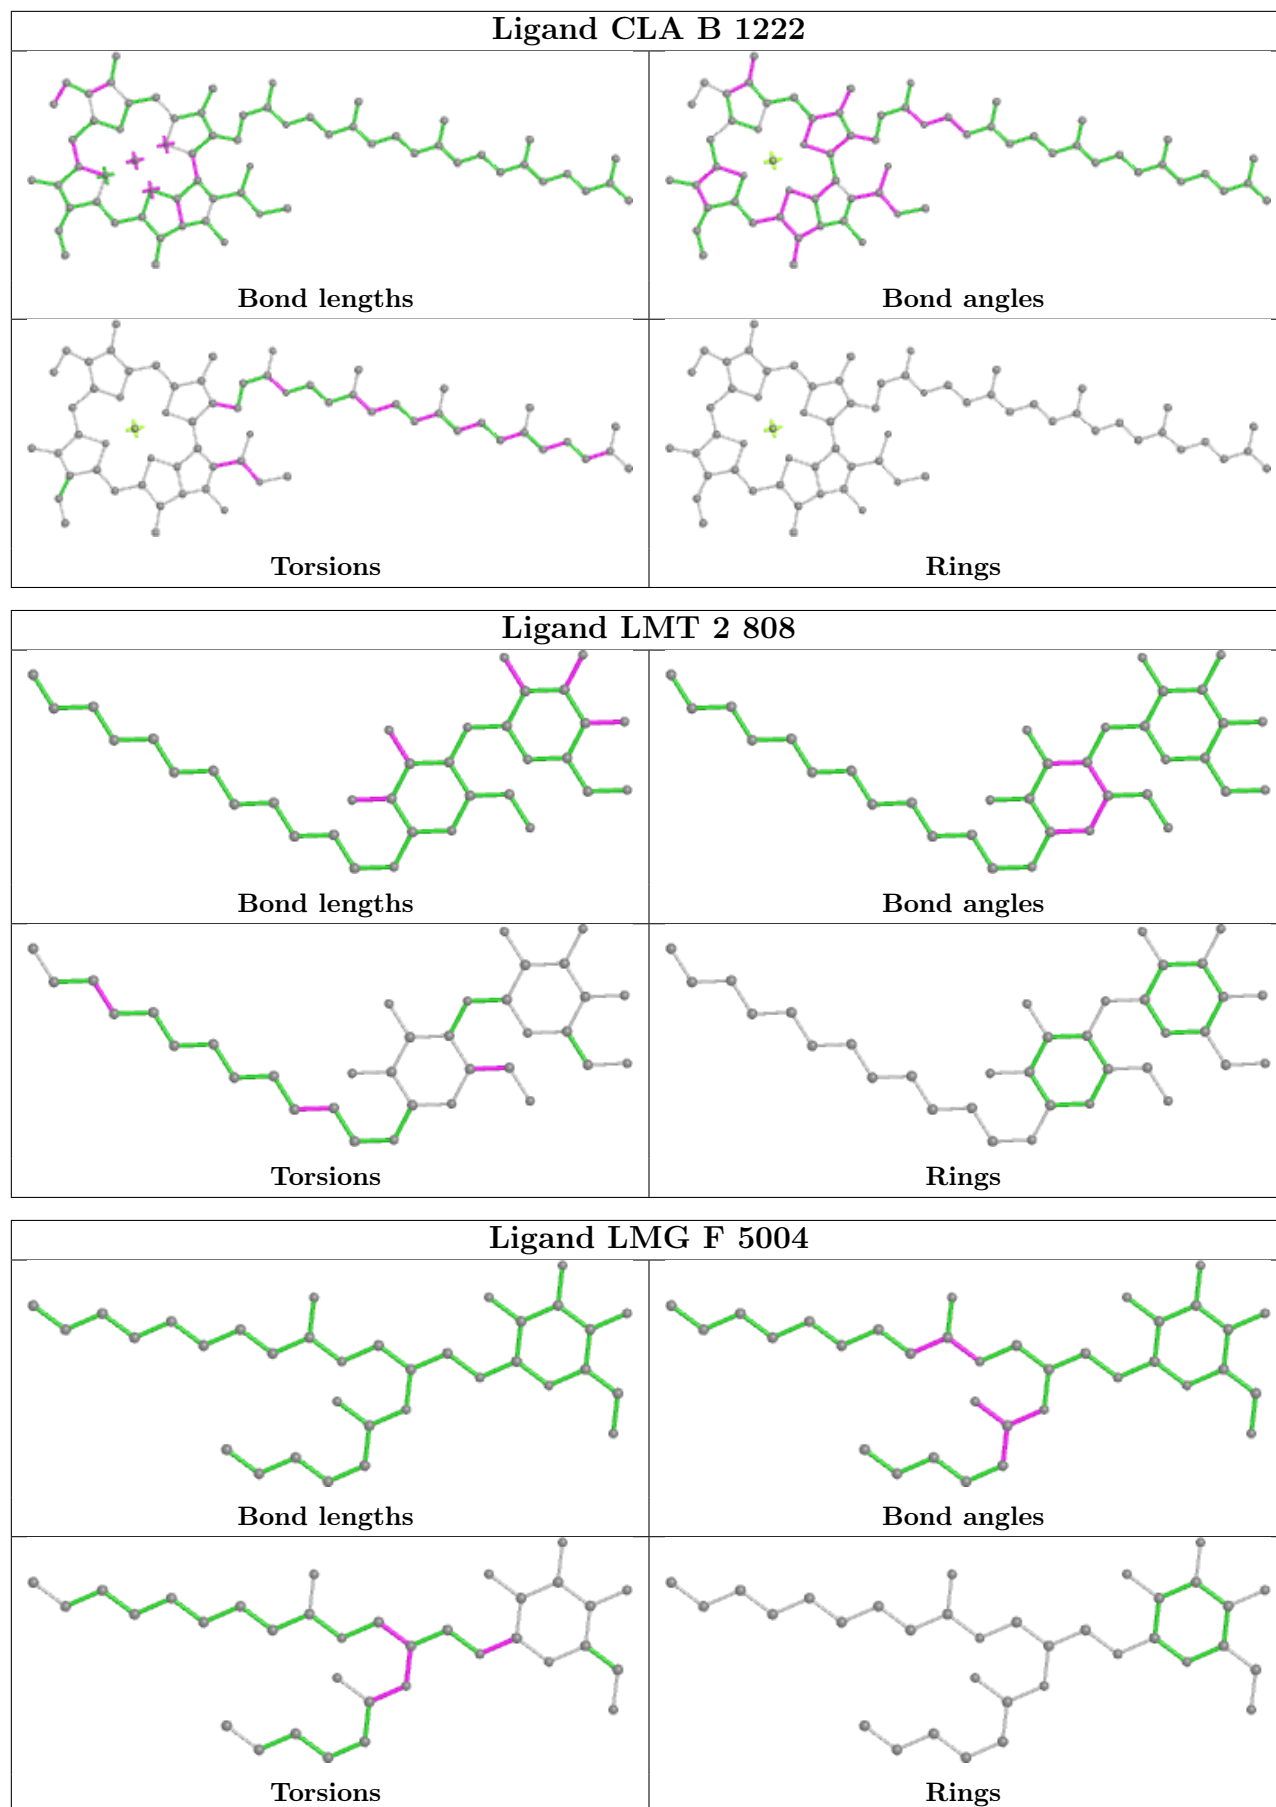 Ligand CLA B 1222
Bond lengths
Bond angles
Torsions
Rings
Ligand LMT 2 808
Bond lengths
Bond angles
Torsions
Rings
Ligand LMG F 5004
Bond lengths
Bond angles
Torsions
Rings